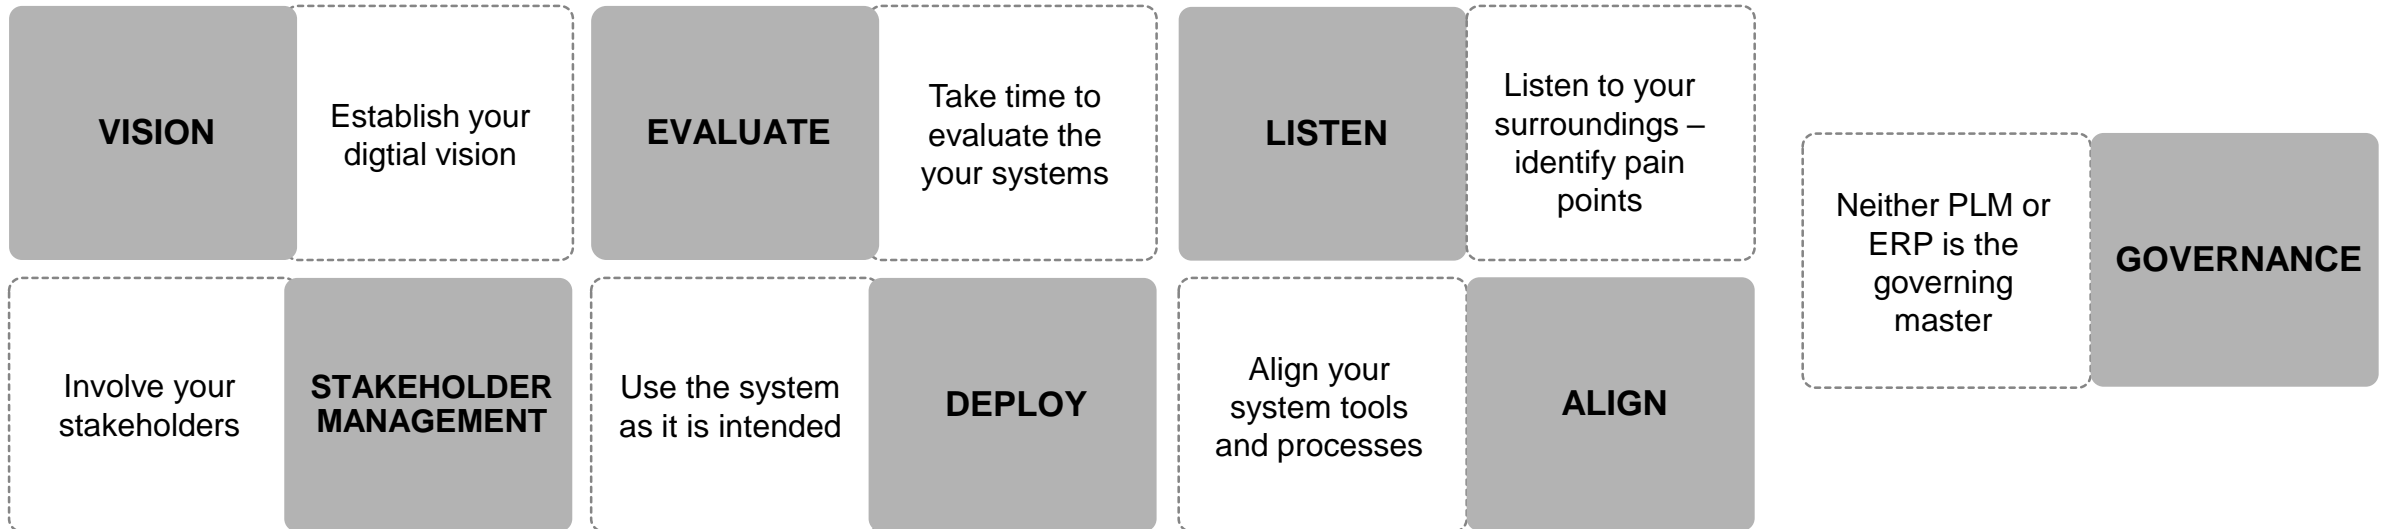 VISION
Establish your
digtial vision
EVALUATE
Take time to
evaluate the
your systems
LISTEN
Listen to your
surroundings –
identify pain
points
Neither PLM or
ERP is the
governing
master
GOVERNANCE
Involve your
stakeholders
STAKEHOLDER
MANAGEMENT
Use the system
as it is intended
DEPLOY
Align your
system tools
and processes
ALIGN